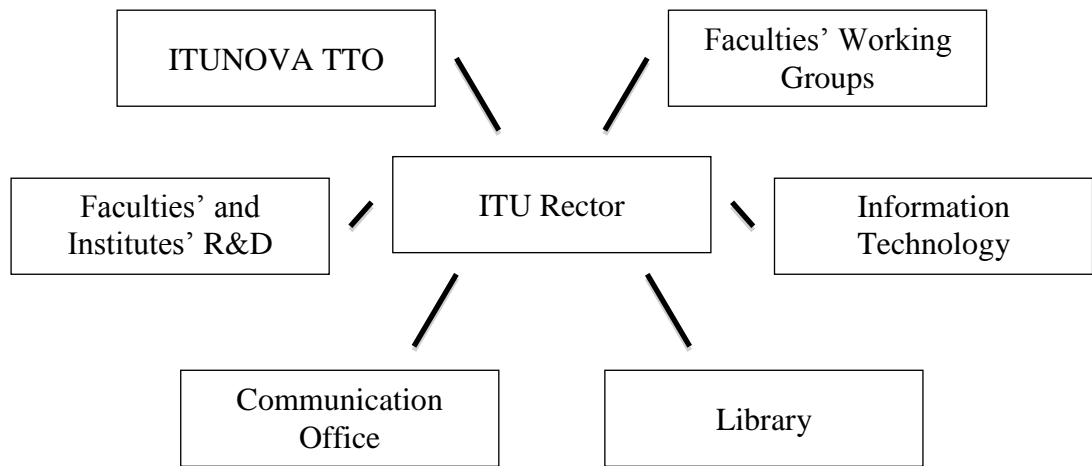 ITUNOVA TTO
Faculties’ Working
Groups
Faculties’ and
Institutes’ R&D
ITU Rector
Information
Technology
Communication
Office
Library